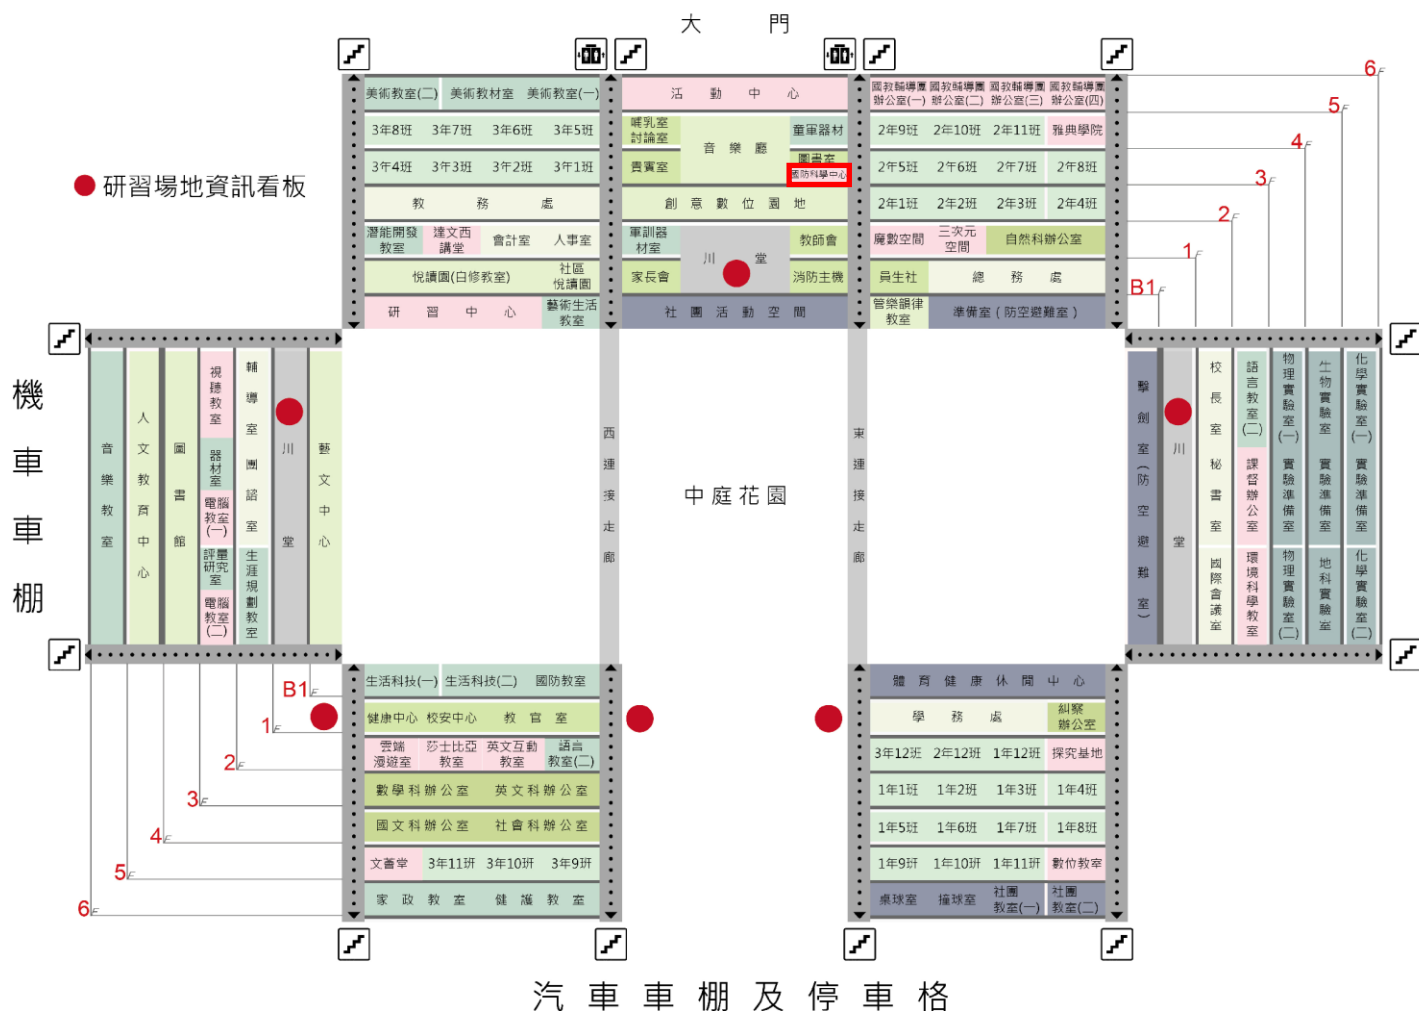 大 門
美術教室(二) 美術教材室 美術教室(一)
3年8班 3年7班 3年6班 3年5班
3年4班 3年3班 3年2班 3年1班
教 務 處
潛能開發教室 達文西講堂 會計室 人事室
悅讀園(自修教室) 社區悅讀園
研 習 中 心 藝術生活教室
活 動 中 心
哺乳室討論室 音樂廳 童軍器材
貴賓室 圖書室
國防科學中心
創意數位園地
軍訓器材室 川堂 教師會
家長會 消防主機
社團活動空間
國教輔導團辦公室(一) 國教輔導團辦公室(二) 國教輔導團辦公室(三) 國教輔導團辦公室(四)
2年9班 2年10班 2年11班 雅典學院
2年5班 2年6班 2年7班 2年8班
2年1班 2年2班 2年3班 2年4班
魔數空間 三次元空間 自然科辦公室
員生社 總 務 處
管樂韻律教室 準備室(防空避難室)
6F
5F
4F
3F
2F
1F
B1F
研習場地資訊看板
機車車棚
音樂教室
人文教育中心
圖書館
視聽教室 器材室 電腦教室(一) 評量研究室 電腦教室(二)
輔導室 團諮室 生涯規劃教室
川堂
藝文中心
西連接走廊
中庭花園
東連接走廊
擊劍室(防空避難室)
川堂
校長室 秘書室 國際會議室
語言教室(二) 課督辦公室 環境科學教室
物理實驗室(一) 實驗準備室 物理實驗室(二)
生物實驗室 實驗準備室 地科實驗室
化學實驗室(一) 實驗準備室 化學實驗室(二)
B1F
1F
2F
3F
4F
5F
6F
生活科技(一) 生活科技(二) 國防教室
健康中心 校安中心 教官室
雲端漫遊室 莎士比亞教室 英文互動教室 語言教室(二)
數學科辦公室 英文科辦公室
國文科辦公室 社會科辦公室
文薈堂 3年11班 3年10班 3年9班
家政教室 健護教室
體育健康休閒中心
學務處 糾察辦公室
3年12班 2年12班 1年12班 探究基地
1年1班 1年2班 1年3班 1年4班
1年5班 1年6班 1年7班 1年8班
1年9班 1年10班 1年11班 數位教室
桌球室 撞球室 社團教室(一) 社團教室(二)
汽車車棚及停車格